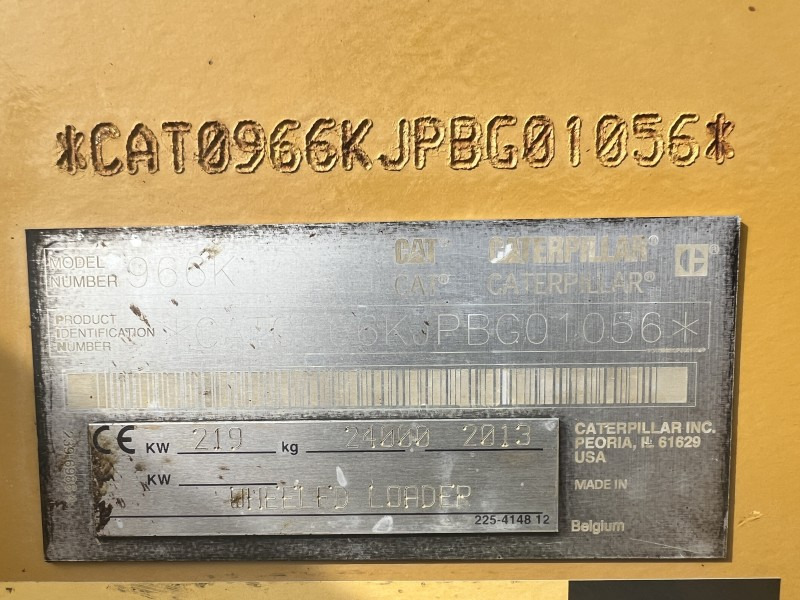 *CAT0966KJPBG01056*
MODEL NUMBER 966K
CAT CATERPILLAR®
CAT® CATERPILLAR® C
PRODUCT IDENTIFICATION NUMBER *CAT0966KJPBG01056*
CE KW 219 kg 24000 2013
KW
WHEELED LOADER
225-4148 12
CATERPILLAR INC.
PEORIA, IL 61629
USA
MADE IN
Belgium